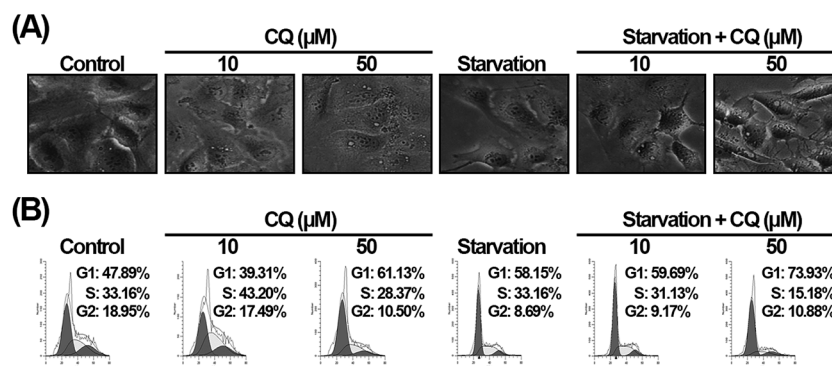 (A)
CQ (μM)
Starvation + CQ (μM)
Control
10
50
Starvation
10
50
(B)
CQ (μM)
Starvation + CQ (μM)
Control
10
50
Starvation
10
50
G1: 47.89%
S: 33.16%
G2: 18.95%
G1: 39.31%
S: 43.20%
G2: 17.49%
G1: 61.13%
S: 28.37%
G2: 10.50%
G1: 58.15%
S: 33.16%
G2: 8.69%
G1: 59.69%
S: 31.13%
G2: 9.17%
G1: 73.93%
S: 15.18%
G2: 10.88%